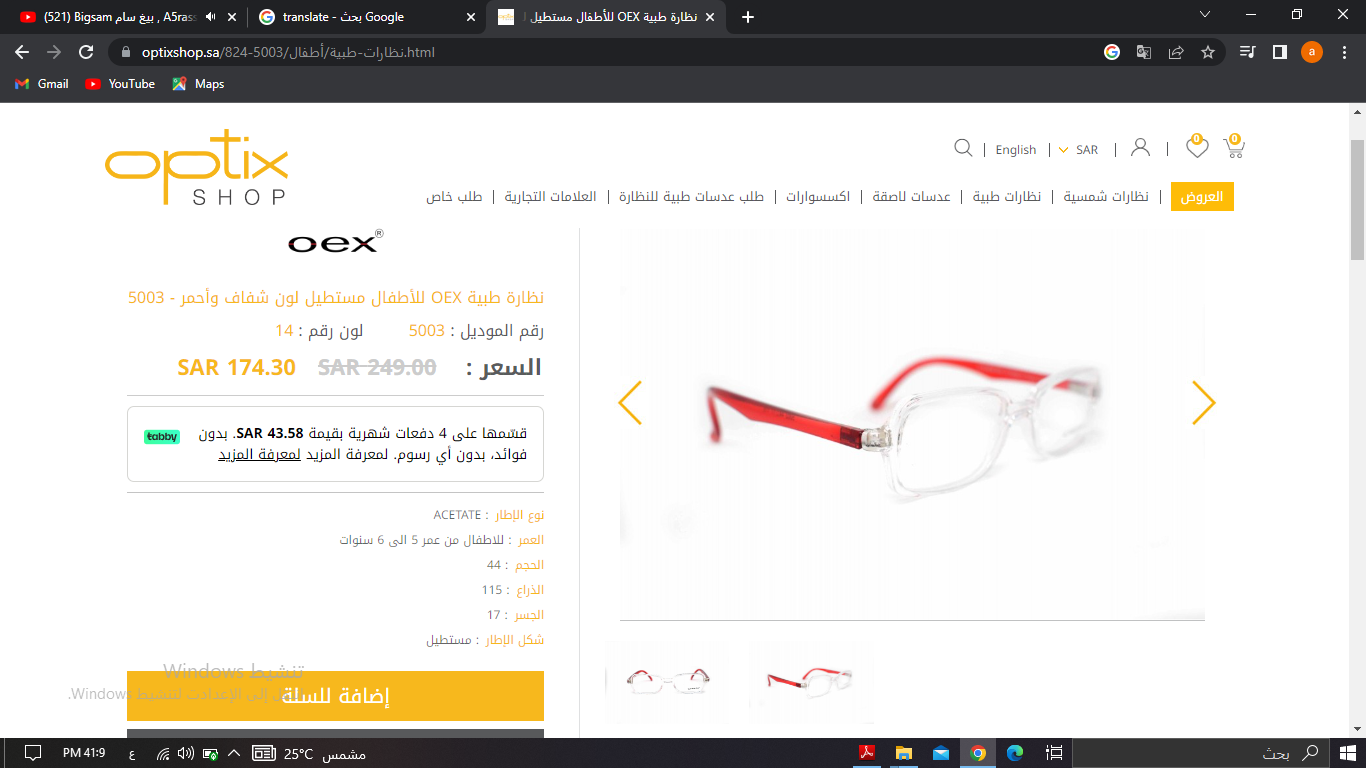 (521) Bigsam بيغ سام , A5rass
translate - بحث Google
نظارة طبية OEX للأطفال مستطيل ا
optixshop.sa/824-5003/نظارات-طبية/أطفال.html
a
Gmail
YouTube
Maps
optix
SHOP
English
SAR
0
0
العروض
نظارات شمسية
نظارات طبية
عدسات لاصقة
اكسسوارات
طلب عدسات طبية للنظارة
العلامات التجارية
طلب خاص
oex®
نظارة طبية OEX للأطفال مستطيل لون شفاف وأحمر - 5003
رقم الموديل : 5003 لون رقم : 14
السعر : SAR 249.00 SAR 174.30
قسّمها على 4 دفعات شهرية بقيمة SAR 43.58. بدون
فوائد، بدون أي رسوم. لمعرفة المزيد لمعرفة المزيد
tabby
نوع الإطار : ACETATE
العمر : للاطفال من عمر 5 الى 6 سنوات
الحجم : 44
الذراع : 115
الجسر : 17
شكل الإطار : مستطيل
إضافة للسلة
تنشيط Windows
إلى الإعدادات لتنشيط Windows.
PM 41:9
ع
25°C مشمس
بحث